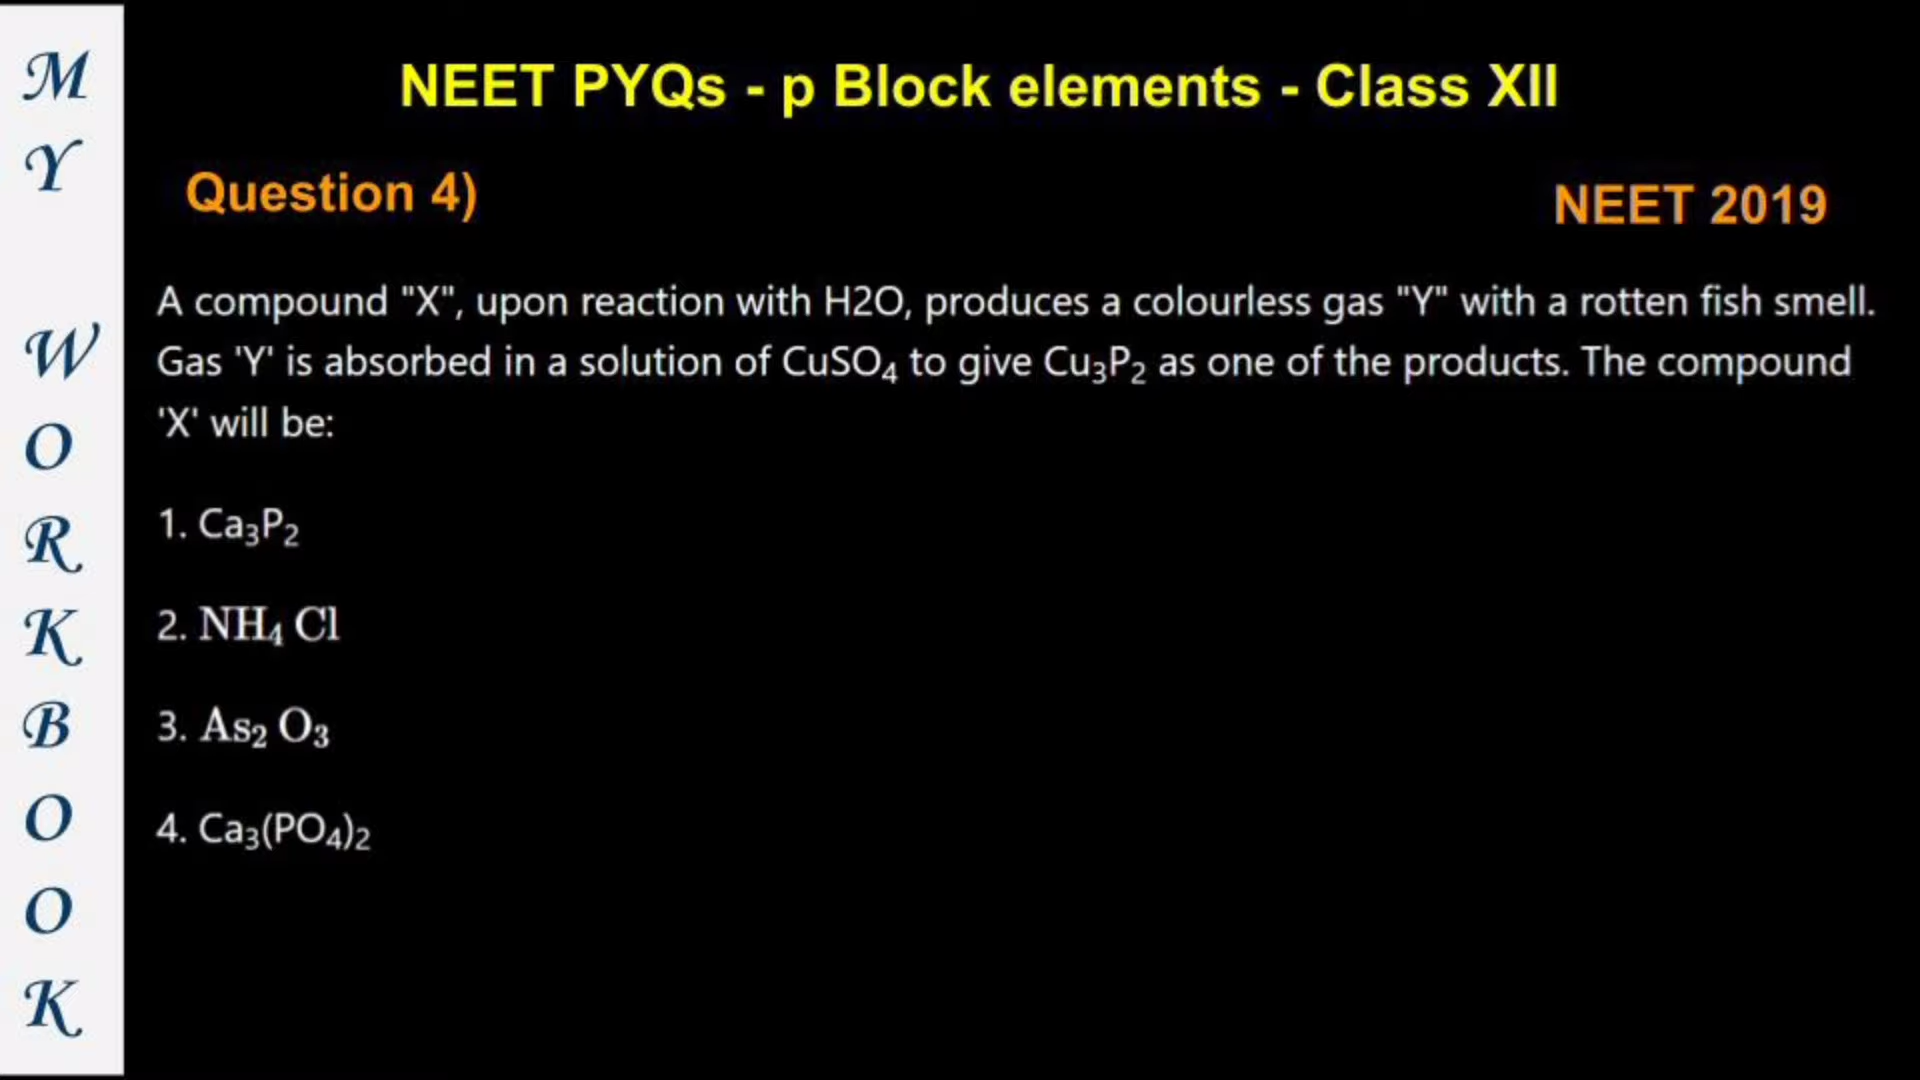 MY WORKBOOK
NEET PYQs - p Block elements - Class XII
Question 4)
NEET 2019
A compound "X", upon reaction with H2O, produces a colourless gas "Y" with a rotten fish smell.
Gas 'Y' is absorbed in a solution of CuSO₄ to give Cu₃P₂ as one of the products. The compound
'X' will be:
1. Ca₃P₂
2. NH₄ Cl
3. As₂ O₃
4. Ca₃(PO₄)₂